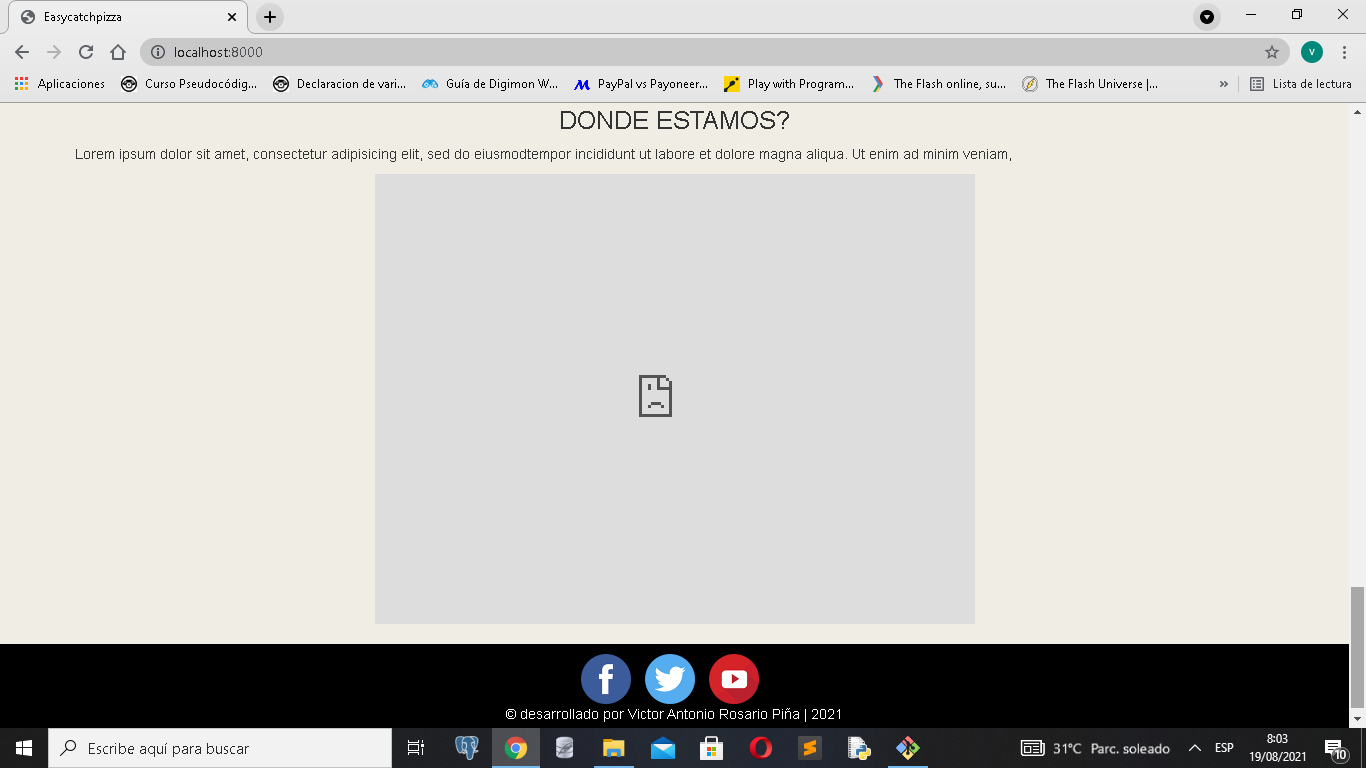 Easycatchpizza
localhost:8000
V
Aplicaciones
Curso Pseudocódig...
Declaracion de vari...
Guía de Digimon W...
PayPal vs Payoneer...
Play with Program...
The Flash online, su...
The Flash Universe |...
»
Lista de lectura
DONDE ESTAMOS?
Lorem ipsum dolor sit amet, consectetur adipisicing elit, sed do eiusmodtempor incididunt ut labore et dolore magna aliqua. Ut enim ad minim veniam,
© desarrollado por Victor Antonio Rosario Piña | 2021
Escribe aquí para buscar
31°C Parc. soleado
ESP
8:03
19/08/2021
10